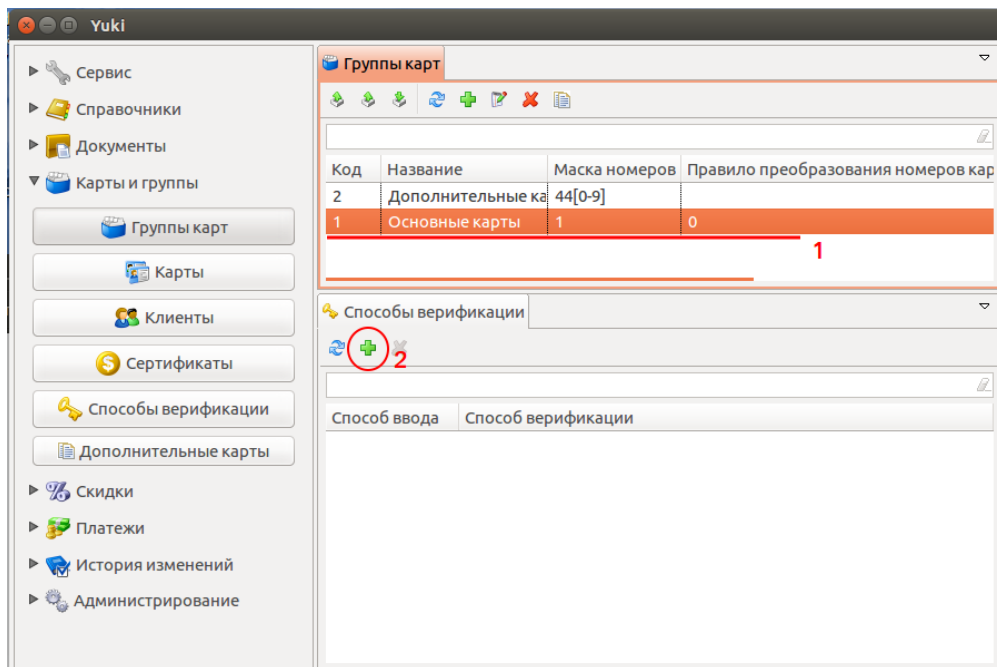 Yuki
Сервис
Справочники
Документы
Карты и группы
Группы карт
Карты
Клиенты
Сертификаты
Способы верификации
Дополнительные карты
Скидки
Платежи
История изменений
Администрирование
Группы карт
Код Название Маска номеров Правило преобразования номеров кар
2 Дополнительные ка 44[0-9]
1 Основные карты 1 0
1
Способы верификации
2
Способ ввода Способ верификации